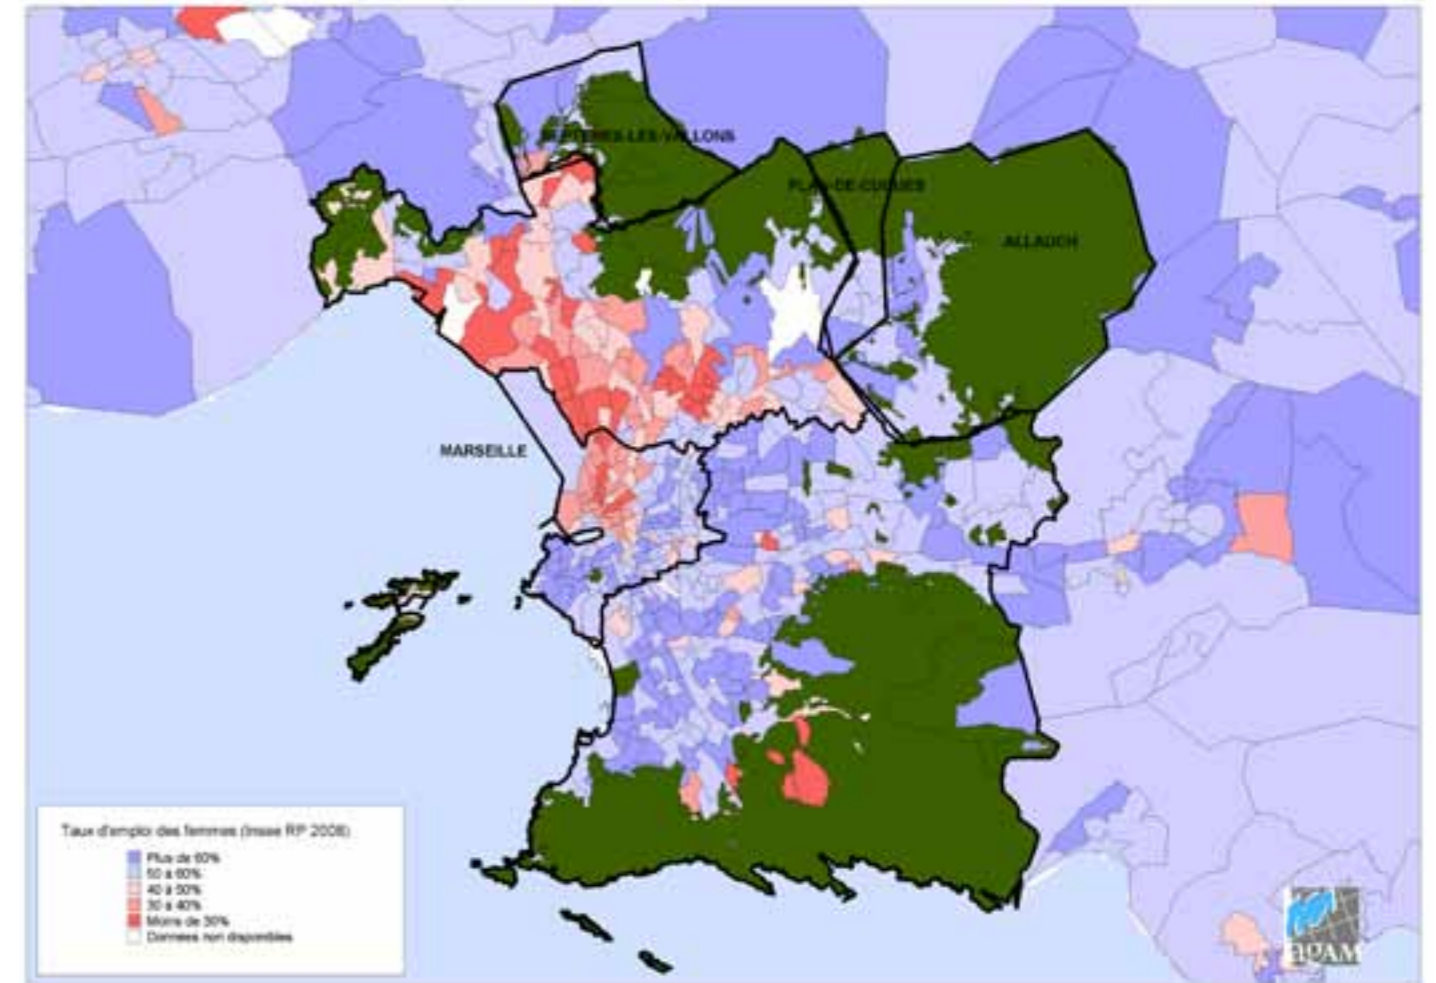 SEPTEMES-LES-VALLONS
PLAN-DE-CUQUES
ALLAUCH
MARSEILLE
Taux d'emploi des femmes (Insee RP 2008)
Plus de 60%
50 à 60%
40 à 50%
30 à 40%
Moins de 30%
Données non disponibles
agAM